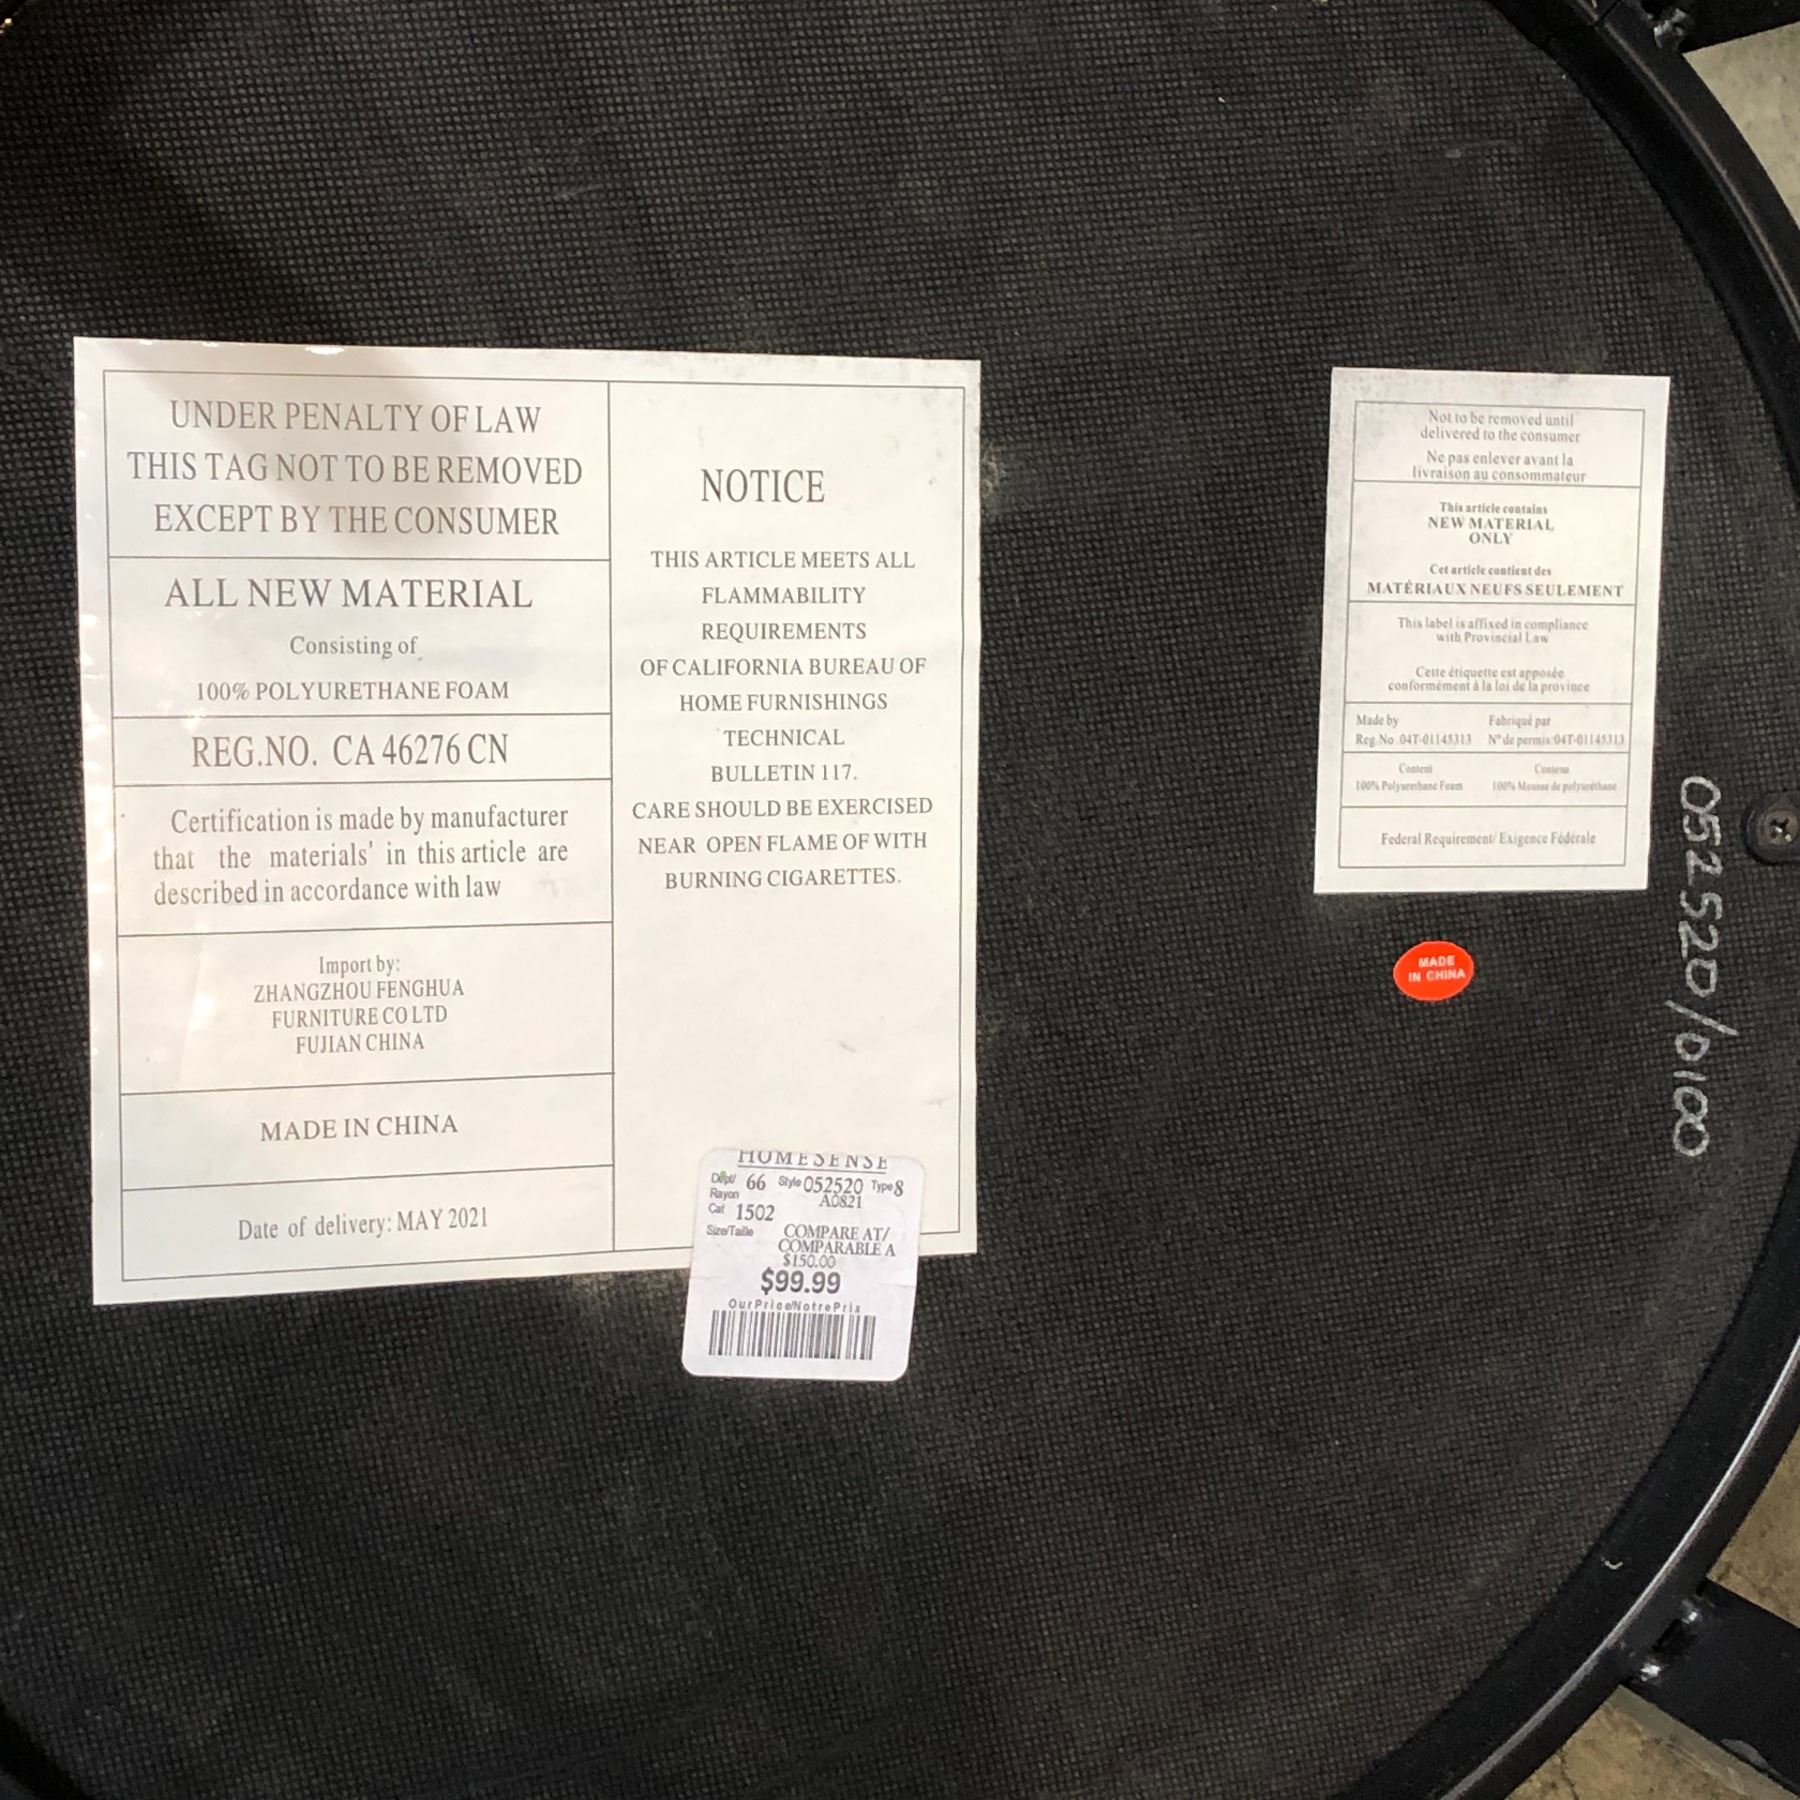 UNDER PENALTY OF LAW
THIS TAG NOT TO BE REMOVED
EXCEPT BY THE CONSUMER
ALL NEW MATERIAL
Consisting of
100% POLYURETHANE FOAM
REG.NO. CA 46276 CN
Certification is made by manufacturer
that the materials' in this article are
described in accordance with law
Import by:
ZHANGZHOU FENGHUA
FURNITURE CO LTD
FUJIAN CHINA
MADE IN CHINA
Date of delivery: MAY 2021
NOTICE
THIS ARTICLE MEETS ALL
FLAMMABILITY
REQUIREMENTS
OF CALIFORNIA BUREAU OF
HOME FURNISHINGS
TECHNICAL
BULLETIN 117.
CARE SHOULD BE EXERCISED
NEAR OPEN FLAME OF WITH
BURNING CIGARETTES.
HOMESENSE
Dept/ 66 Style 052520 Type 8
Rayon A0821
Cat 1502
Size/Taille COMPARE AT/
COMPARABLE A
$150.00
$99.99
Our Price/Notre Prix
Not to be removed until
delivered to the consumer
Ne pas enlever avant la
livraison au consommateur
This article contains
NEW MATERIAL
ONLY
Cet article contient des
MATÉRIAUX NEUFS SEULEMENT
This label is affixed in compliance
with Provincial Law
Cette étiquette est apposée
conformément à la loi de la province
Made by Fabriqué par
Reg.No.04T-01145313 N° de permis:04T-01145313
Content Contenu
100% Polyurethane Foam 100% Mousse de polyuréthane
Federal Requirement/ Exigence Fédérale
MADE
IN CHINA
052520/0100